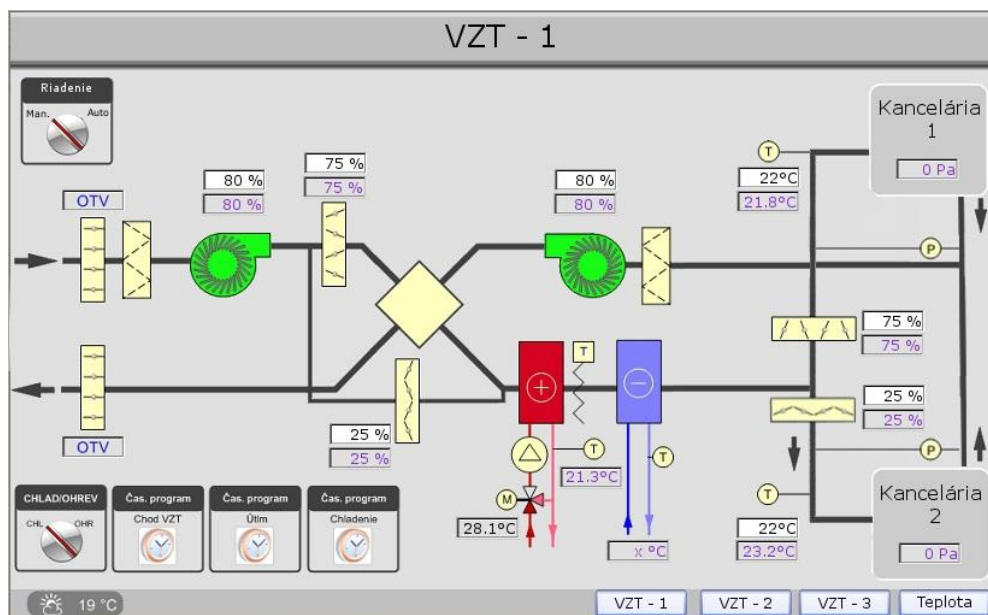 VZT - 1
Riadenie
Man. Auto
Kancelária
1
0 Pa
75 %
75 %
80 %
80 %
80 %
80 %
T
22°C
21.8°C
OTV
P
75 %
75 %
T
25 %
25 %
OTV
25 %
25 %
P
T
T
21.3°C
M
28.1°C
x °C
T
22°C
23.2°C
Kancelária
2
0 Pa
CHLAD/OHREV
CHL OHR
Čas. program
Chod VZT
Čas. program
Útlm
Čas. program
Chladenie
19 °C
VZT - 1
VZT - 2
VZT - 3
Teplota